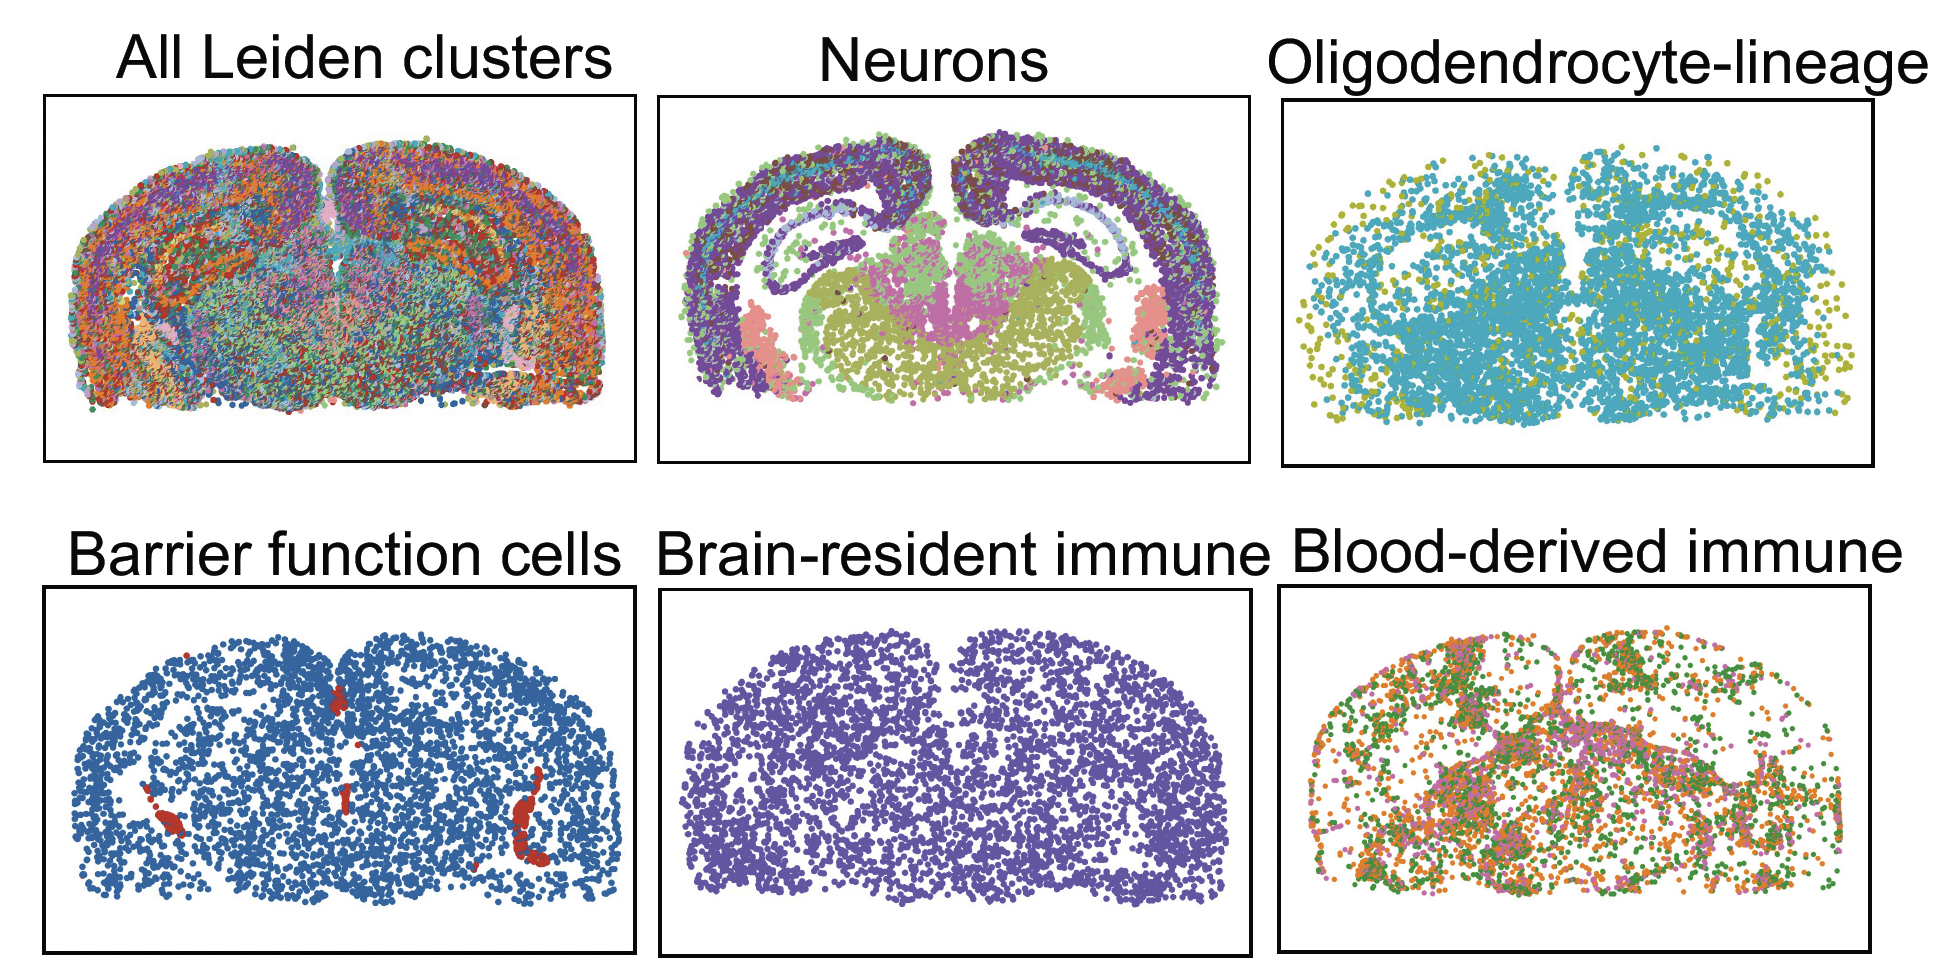 All Leiden clusters
Neurons
Oligodendrocyte-lineage
Barrier function cells
Brain-resident immune
Blood-derived immune